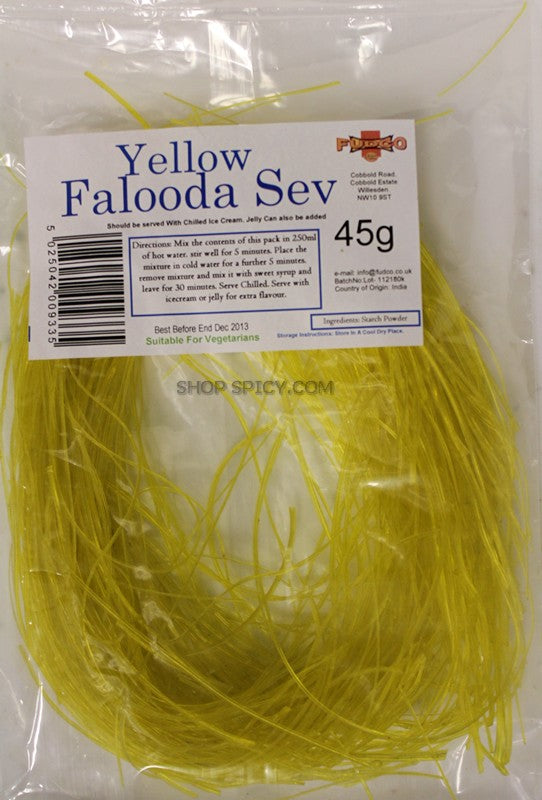 FUDCO
Yellow
Falooda Sev
Should be served With Chilled Ice Cream. Jelly Can also be added
Cobbold Road,
Cobbold Estate
Willesden
NW10 9ST
45g
Directions: Mix the contents of this pack in 250ml
of hot water. stir well for 5 minutes. Place the
mixture in cold water for a further 5 minutes.
remove mixture and mix it with sweet syrup and
leave for 30 minutes. Serve Chilled. Serve with
icecream or jelly for extra flavour.
e-mail: info@fudco.co.uk
BatchNo:Lot- 112180k
Country of Origin: India
Ingredients: Starch Powder
Best Before End Dec 2013
Suitable For Vegetarians
Storage Instructions: Store In A Cool Dry Place.
5 025042 009335
SHOP SPICY.COM